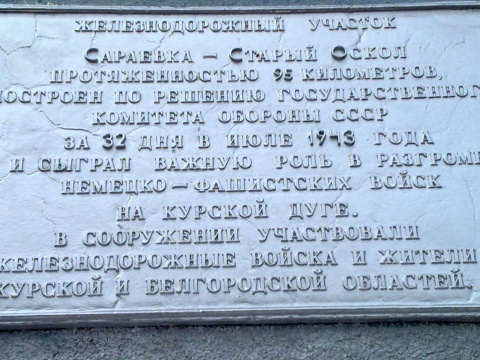 ЖЕЛЕЗНОДОРОЖНЫЙ УЧАСТОК
САРАЕВКА – СТАРЫЙ ОСКОЛ
ПРОТЯЖЕННОСТЬЮ 95 КИЛОМЕТРОВ,
ПОСТРОЕН ПО РЕШЕНИЮ ГОСУДАРСТВЕННОГО
КОМИТЕТА ОБОРОНЫ СССР
ЗА 32 ДНЯ В ИЮЛЕ 1943 ГОДА
И СЫГРАЛ ВАЖНУЮ РОЛЬ В РАЗГРОМЕ
НЕМЕЦКО – ФАШИСТСКИХ ВОЙСК
НА КУРСКОЙ ДУГЕ.
В СООРУЖЕНИИ УЧАСТВОВАЛИ
ЖЕЛЕЗНОДОРОЖНЫЕ ВОЙСКА И ЖИТЕЛИ
КУРСКОЙ И БЕЛГОРОДСКОЙ ОБЛАСТЕЙ.